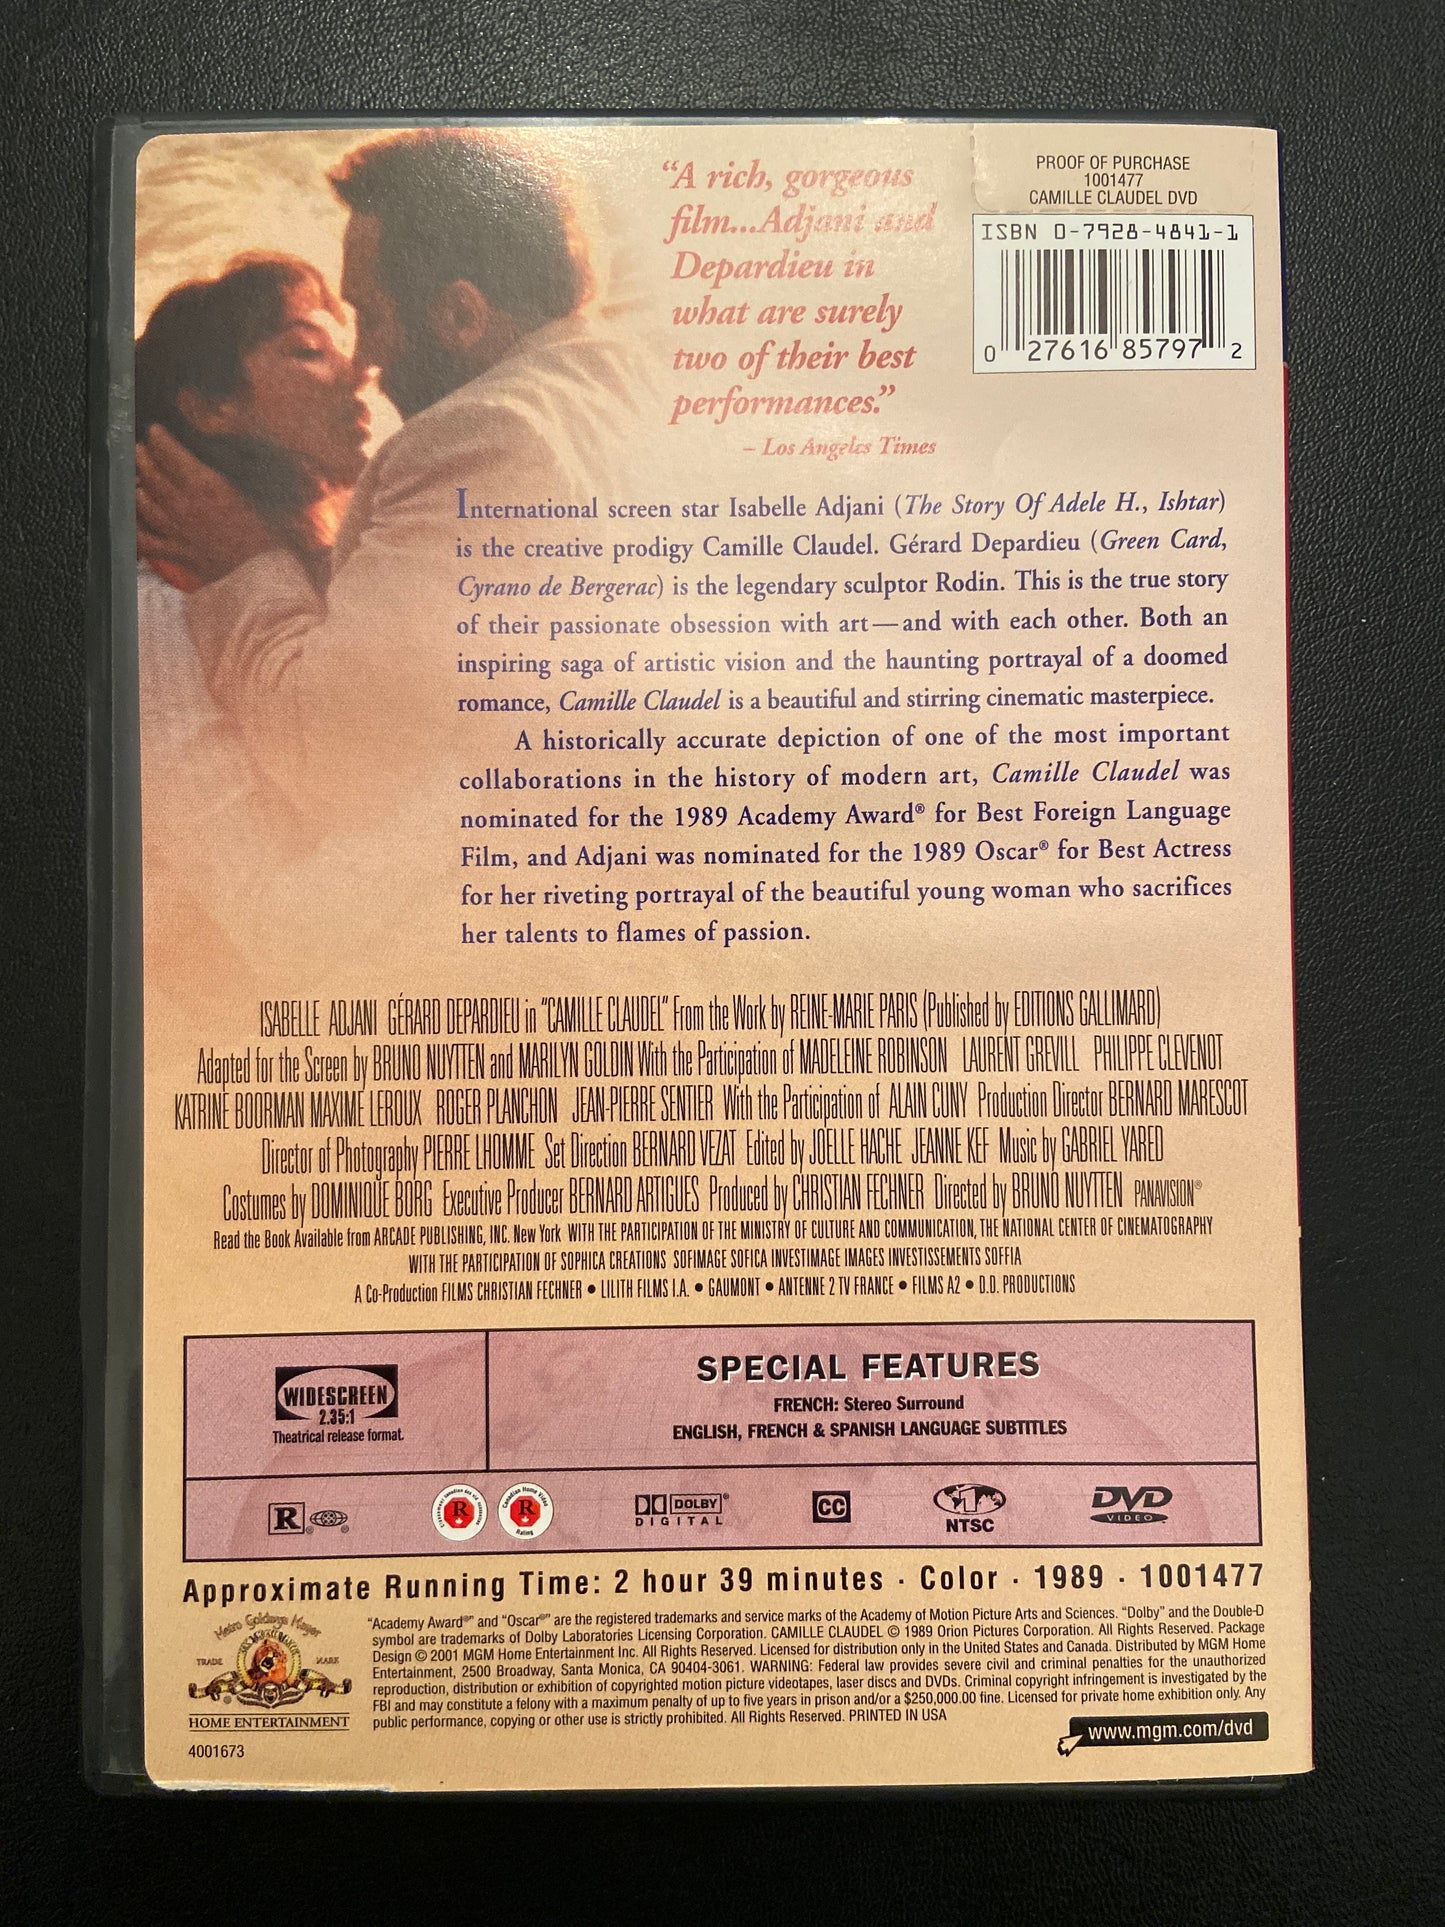 "A rich, gorgeous
film...Adjani and
Depardieu in
what are surely
two of their best
performances."
– Los Angeles Times
PROOF OF PURCHASE
1001477
CAMILLE CLAUDEL DVD
ISBN 0-7928-4841-1
0 27616 85797 2
International screen star Isabelle Adjani (The Story Of Adele H., Ishtar)
is the creative prodigy Camille Claudel. Gérard Depardieu (Green Card,
Cyrano de Bergerac) is the legendary sculptor Rodin. This is the true story
of their passionate obsession with art—and with each other. Both an
inspiring saga of artistic vision and the haunting portrayal of a doomed
romance, Camille Claudel is a beautiful and stirring cinematic masterpiece.
A historically accurate depiction of one of the most important
collaborations in the history of modern art, Camille Claudel was
nominated for the 1989 Academy Award® for Best Foreign Language
Film, and Adjani was nominated for the 1989 Oscar® for Best Actress
for her riveting portrayal of the beautiful young woman who sacrifices
her talents to flames of passion.
ISABELLE ADJANI GÉRARD DEPARDIEU in "CAMILLE CLAUDEL" From the Work by REINE-MARIE PARIS (Published by EDITIONS GALLIMARD)
Adapted for the Screen by BRUNO NUYTTEN and MARILYN GOLDIN With the Participation of MADELEINE ROBINSON LAURENT GREVILL PHILIPPE CLEVENOT
KATRINE BOORMAN MAXIME LEROUX ROGER PLANCHON JEAN-PIERRE SENTIER With the Participation of ALAIN CUNY Production Director BERNARD MARESCOT
Director of Photography PIERRE LHOMME Set Direction BERNARD VEZAT Edited by JOELLE HACHE JEANNE KEF Music by GABRIEL YARED
Costumes by DOMINIQUE BORG Executive Producer BERNARD ARTIGUES Produced by CHRISTIAN FECHNER Directed by BRUNO NUYTTEN PANAVISION®
Read the Book Available from ARCADE PUBLISHING, INC. New York WITH THE PARTICIPATION OF THE MINISTRY OF CULTURE AND COMMUNICATION, THE NATIONAL CENTER OF CINEMATOGRAPHY
WITH THE PARTICIPATION OF SOPHICA CREATIONS SOFIMAGE SOFICA INVESTIMAGE IMAGES INVESTISSEMENTS SOFFIA
A Co-Production FILMS CHRISTIAN FECHNER • LILITH FILMS I.A. • GAUMONT • ANTENNE 2 TV FRANCE • FILMS A2 • D.D. PRODUCTIONS
WIDESCREEN
2.35:1
Theatrical release format.
SPECIAL FEATURES
FRENCH: Stereo Surround
ENGLISH, FRENCH & SPANISH LANGUAGE SUBTITLES
R
R
Canadian Home Video
R
Rating
DOLBY®
DIGITAL
CC
1
NTSC
DVD
VIDEO
Approximate Running Time: 2 hour 39 minutes · Color · 1989 · 1001477
Metro Goldwyn Mayer
TRADE MARK
HOME ENTERTAINMENT
4001673
"Academy Award®" and "Oscar®" are the registered trademarks and service marks of the Academy of Motion Picture Arts and Sciences. "Dolby" and the Double-D
symbol are trademarks of Dolby Laboratories Licensing Corporation. CAMILLE CLAUDEL © 1989 Orion Pictures Corporation. All Rights Reserved. Package
Design © 2001 MGM Home Entertainment Inc. All Rights Reserved. Licensed for distribution only in the United States and Canada. Distributed by MGM Home
Entertainment, 2500 Broadway, Santa Monica, CA 90404-3061. WARNING: Federal law provides severe civil and criminal penalties for the unauthorized
reproduction, distribution or exhibition of copyrighted motion picture videotapes, laser discs and DVDs. Criminal copyright infringement is investigated by the
FBI and may constitute a felony with a maximum penalty of up to five years in prison and/or a $250,000.00 fine. Licensed for private home exhibition only. Any
public performance, copying or other use is strictly prohibited. All Rights Reserved. PRINTED IN USA
www.mgm.com/dvd